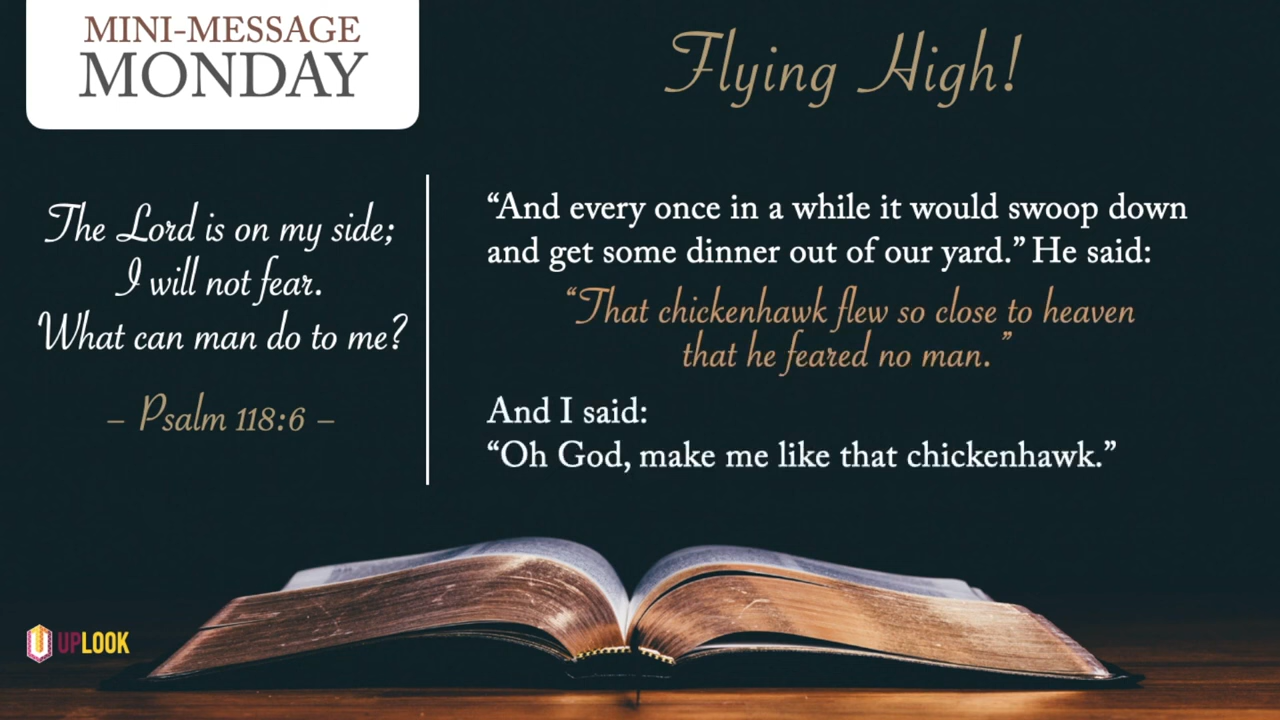 MINI-MESSAGE
MONDAY
Flying High!
The Lord is on my side;
I will not fear.
What can man do to me?
– Psalm 118:6 –
“And every once in a while it would swoop down
and get some dinner out of our yard.” He said:
“That chickenhawk flew so close to heaven
that he feared no man.”
And I said:
“Oh God, make me like that chickenhawk.”
UPLOOK